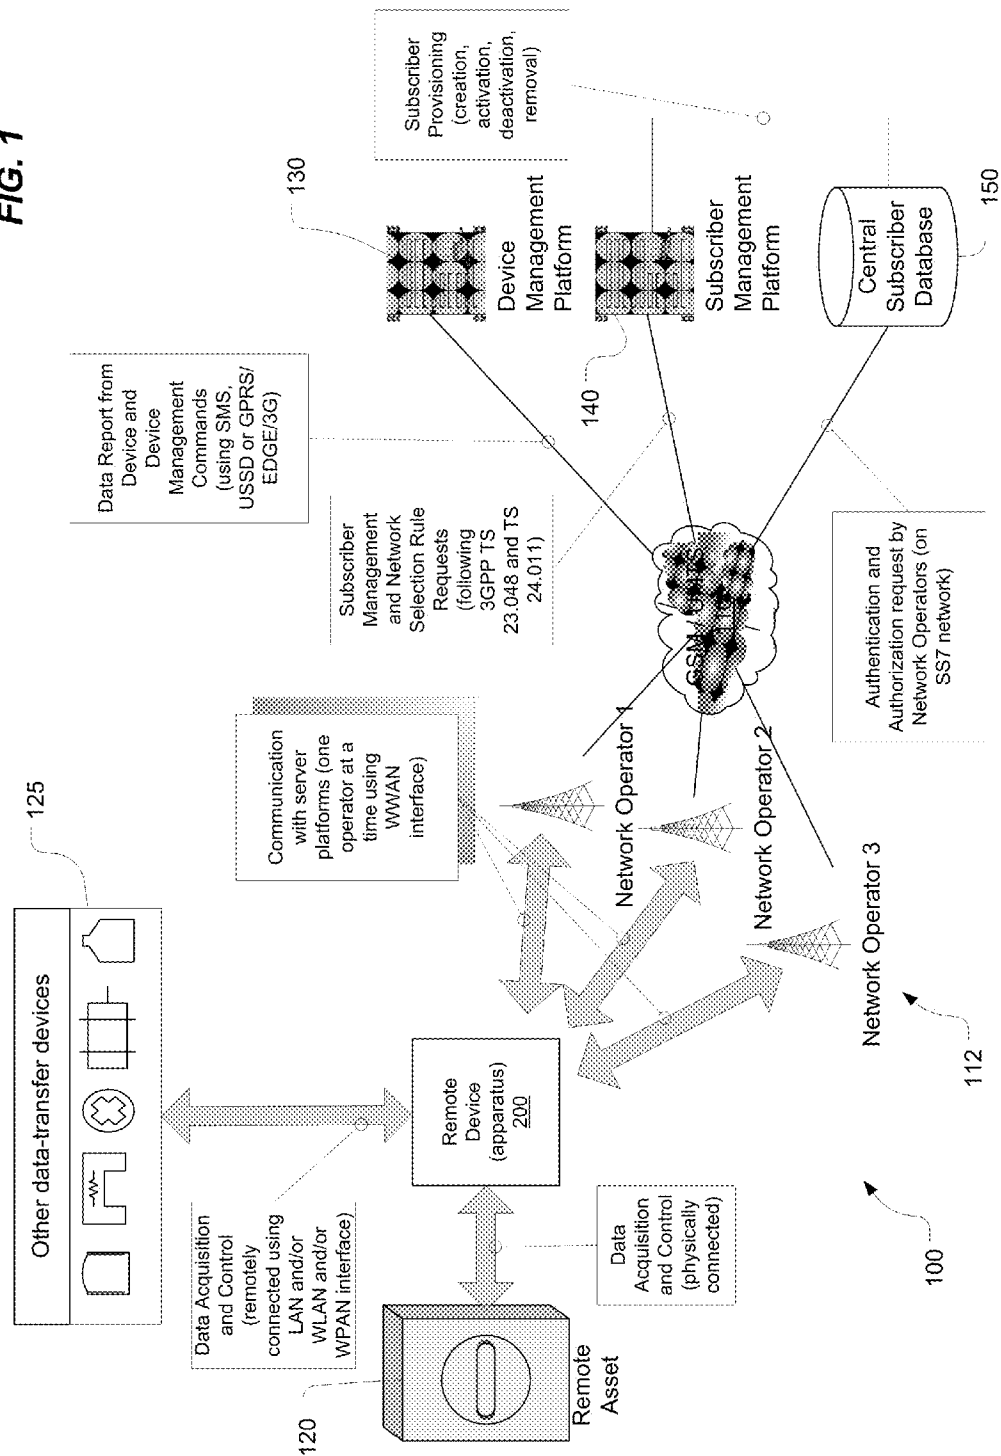 FIG. 1
Other data-transfer devices
125
Data Acquisition
and Control
(remotely
connected using
LAN and/or
WLAN and/or
WPAN interface)
120
Remote
Asset
Data
Acquisition
and Control
(physically
connected)
Remote
Device
(apparatus)
200
100
112
Communication
with server
platforms (one
operator at a
time using
WWAN
interface)
Network Operator 1
Network Operator 2
Network Operator 3
GSM / UMTS
Data Report from
Device and
Device
Management
Commands
(using SMS,
USSD or GPRS/
EDGE/3G)
Subscriber
Management
and Network
Selection Rule
Requests
(following
3GPP TS
23.048 and TS
24.011)
Authentication and
Authorization request by
Network Operators (on
SS7 network)
130
Device
Management
Platform
140
Subscriber
Management
Platform
Central
Subscriber
Database
150
Subscriber
Provisioning
(creation,
activation,
deactivation,
removal)